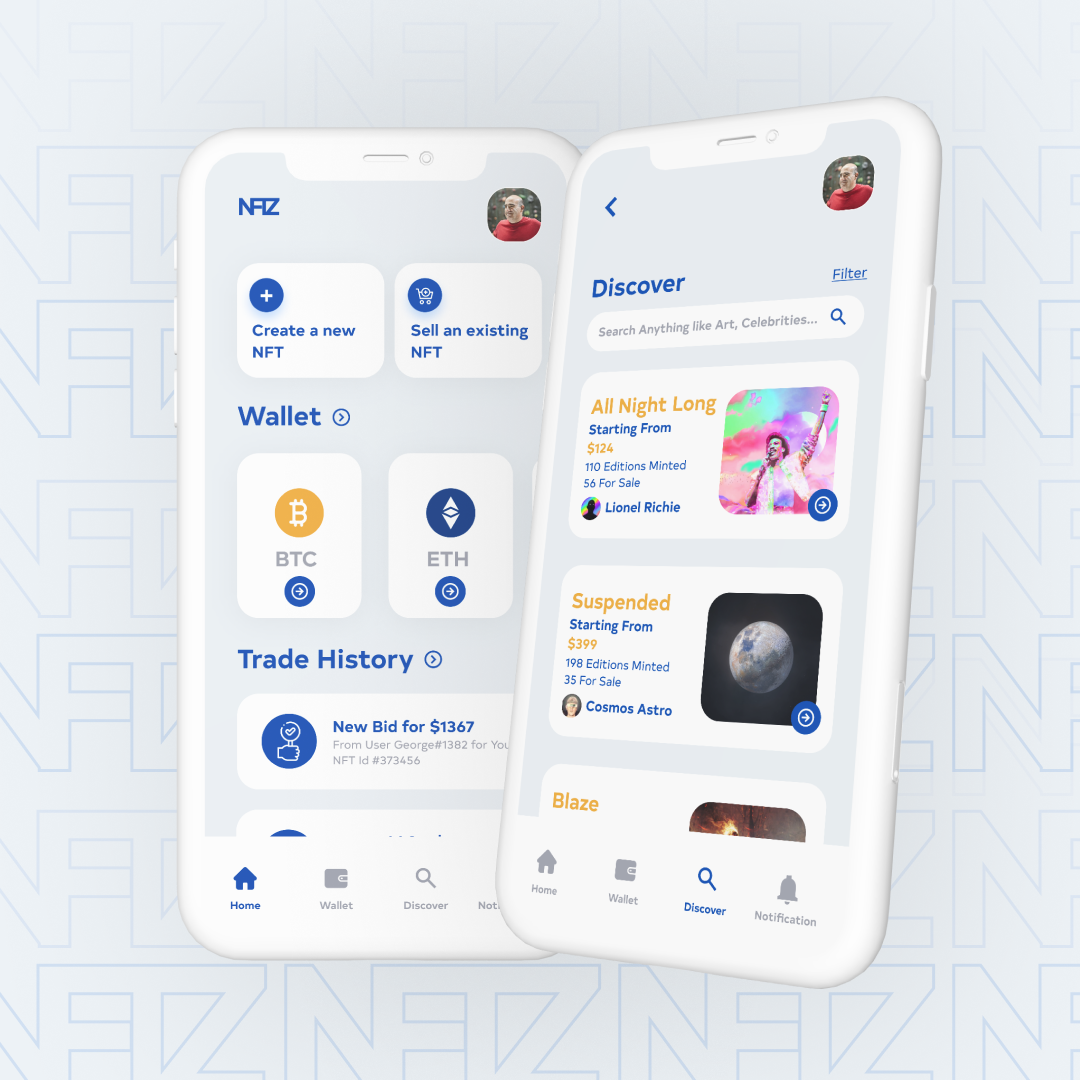 NFIZ
Create a new
NFT
Sell an existing
NFT
Wallet
BTC
ETH
Trade History
New Bid for $1367
From User George#1382 for You
NFT Id #373456
Home
Wallet
Discover
Discover
Filter
Search Anything like Art, Celebrities...
All Night Long
Starting From
$124
110 Editions Minted
56 For Sale
Lionel Richie
Suspended
Starting From
$399
198 Editions Minted
35 For Sale
Cosmos Astro
Blaze
Home
Wallet
Discover
Notification